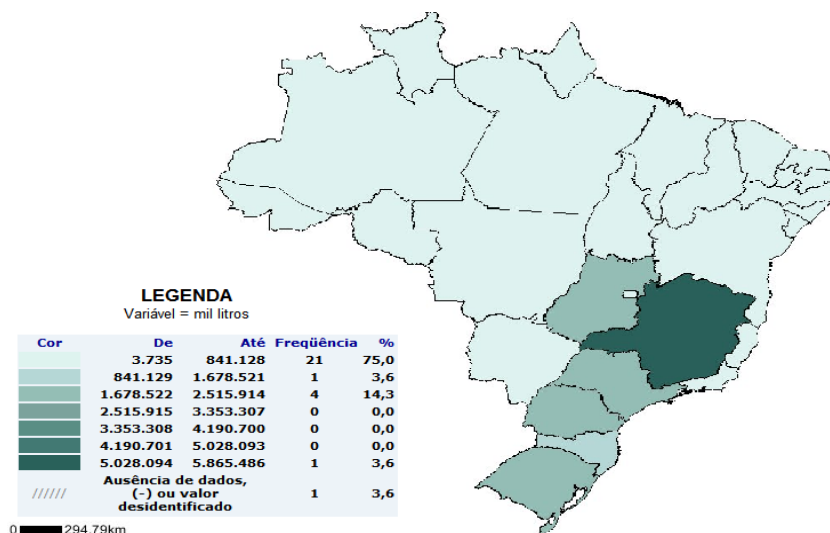 LEGENDA
Variável = mil litros
Cor De Até Freqüência %
3.735 841.128 21 75,0
841.129 1.678.521 1 3,6
1.678.522 2.515.914 4 14,3
2.515.915 3.353.307 0 0,0
3.353.308 4.190.700 0 0,0
4.190.701 5.028.093 0 0,0
5.028.094 5.865.486 1 3,6
Ausência de dados,
////// (-) ou valor 1 3,6
desidentificado
0 294.79km